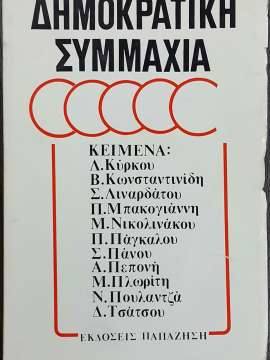 ΔΗΜΟΚΡΑΤΙΚΗ
ΣΥΜΜΑΧΙΑ
ΚΕΙΜΕΝΑ:
Λ.Κύρκου
Β.Κωνσταντινίδη
Σ.Λιναρδάτου
Π.Μπακογιάννη
Μ.Νικολινάκου
Π.Πάγκαλου
Σ.Πάνου
Α.Πεπονή
Μ.Πλωρίτη
Ν.Πουλαντζά
Δ.Τσάτσου
ΕΚΔΟΣΕΙΣ ΠΑΠΑΖΗΣΗ